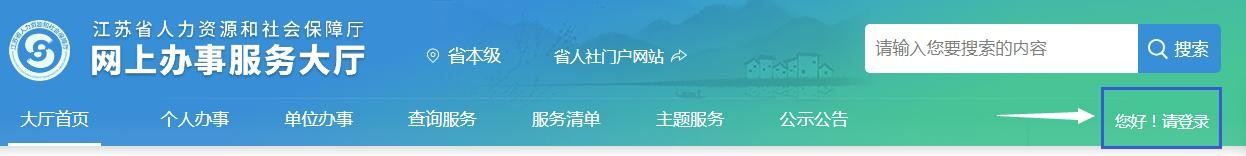 江苏省人力资源和社会保障厅
网上办事服务大厅
省本级
省人社门户网站
请输入您要搜索的内容
搜索
大厅首页 个人办事 单位办事 查询服务 服务清单 主题服务 公示公告
您好！请登录